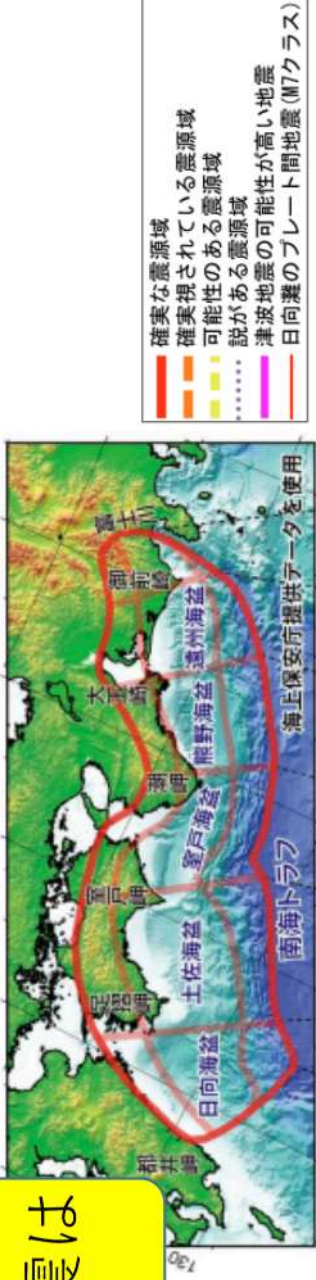 夏は
130
都井岬
足摺岬
室戸岬
潮岬
大王崎
御前崎
富士川
日向海盆
土佐海盆
室戸海盆
熊野海盆
遠州海盆
南海トラフ
海上保安庁提供データを使用
確実な震源域
確実視されている震源域
可能性のある震源域
説がある震源域
津波地震の可能性が高い地震
日向灘のプレート間地震(M7クラス)